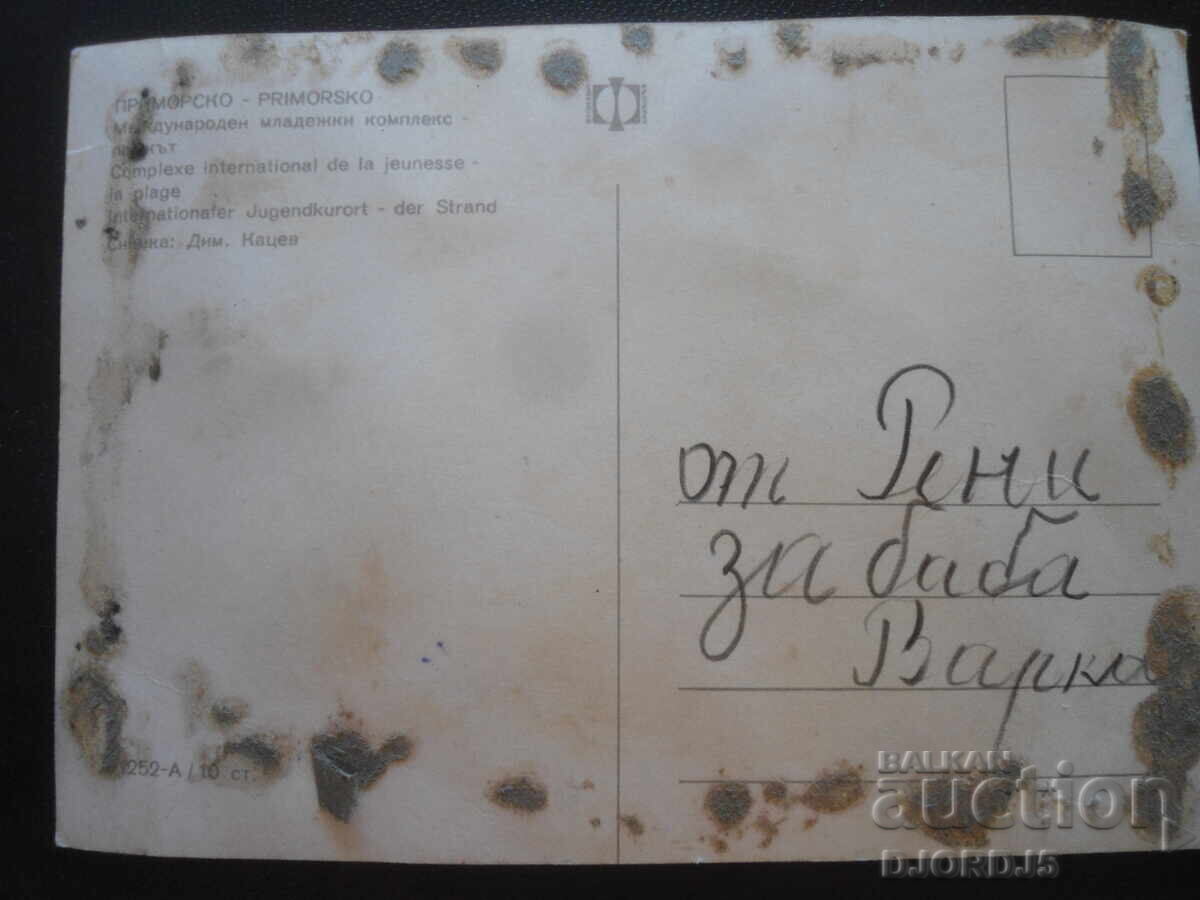 ПРИМОРСКО - PRIMORSKO
Международен младежки комплекс -
плажът
Complexe international de la jeunesse -
la plage
Internationaler Jugendkurort - der Strand
Снимка: Дим. Кацев
от Рени
за баба
Варка
252-А / 10 ст.
BALKAN
auction
DJORDJ5